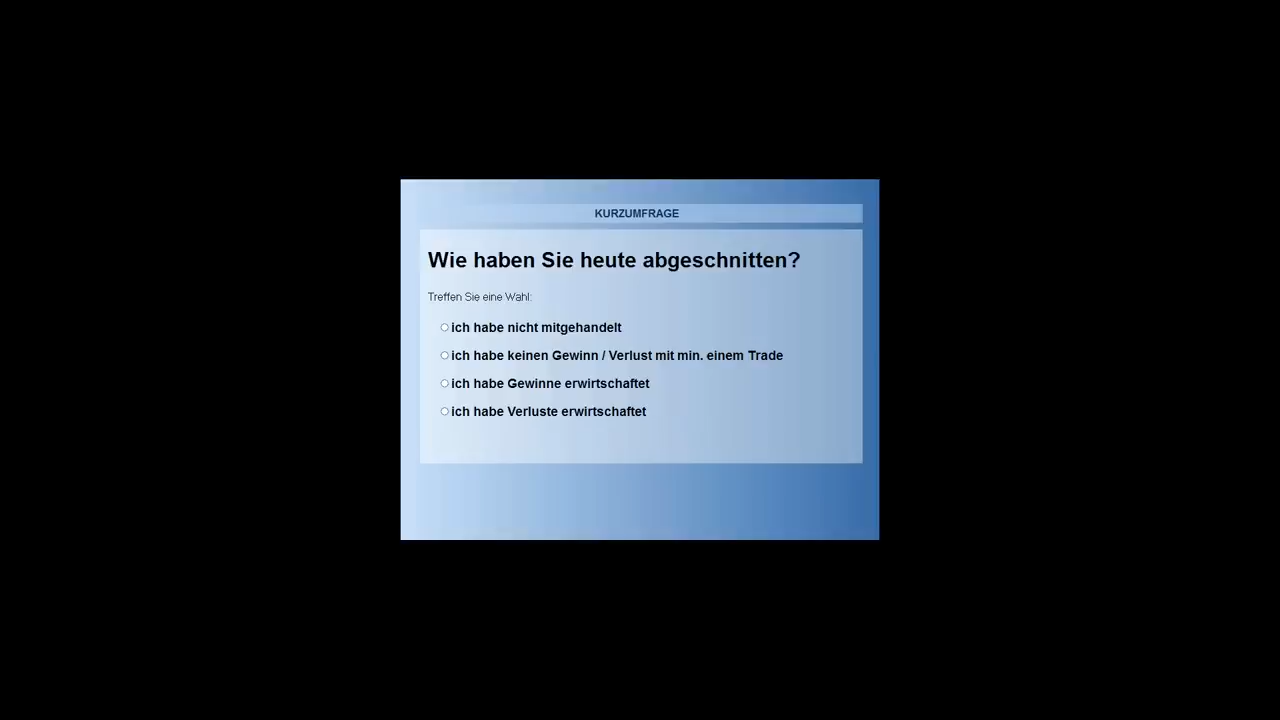 KURZUMFRAGE
Wie haben Sie heute abgeschnitten?
Treffen Sie eine Wahl:
ich habe nicht mitgehandelt
ich habe keinen Gewinn / Verlust mit min. einem Trade
ich habe Gewinne erwirtschaftet
ich habe Verluste erwirtschaftet